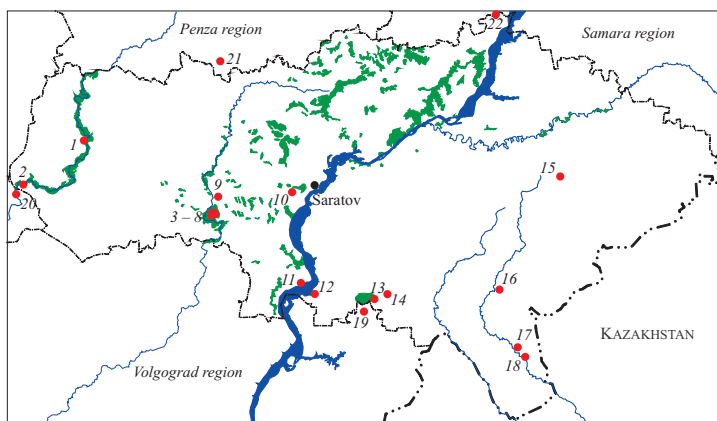 22
Penza region
Samara region
21
1
15
2
9
20
10
Saratov
3 – 8
16
11
12
13
14
19
KAZAKHSTAN
17
18
Volgograd region